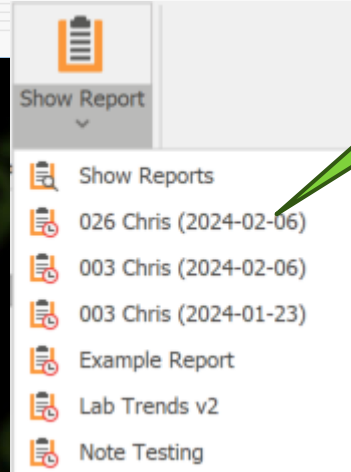 Show Report
Show Reports
026 Chris (2024-02-06)
003 Chris (2024-02-06)
003 Chris (2024-01-23)
Example Report
Lab Trends v2
Note Testing